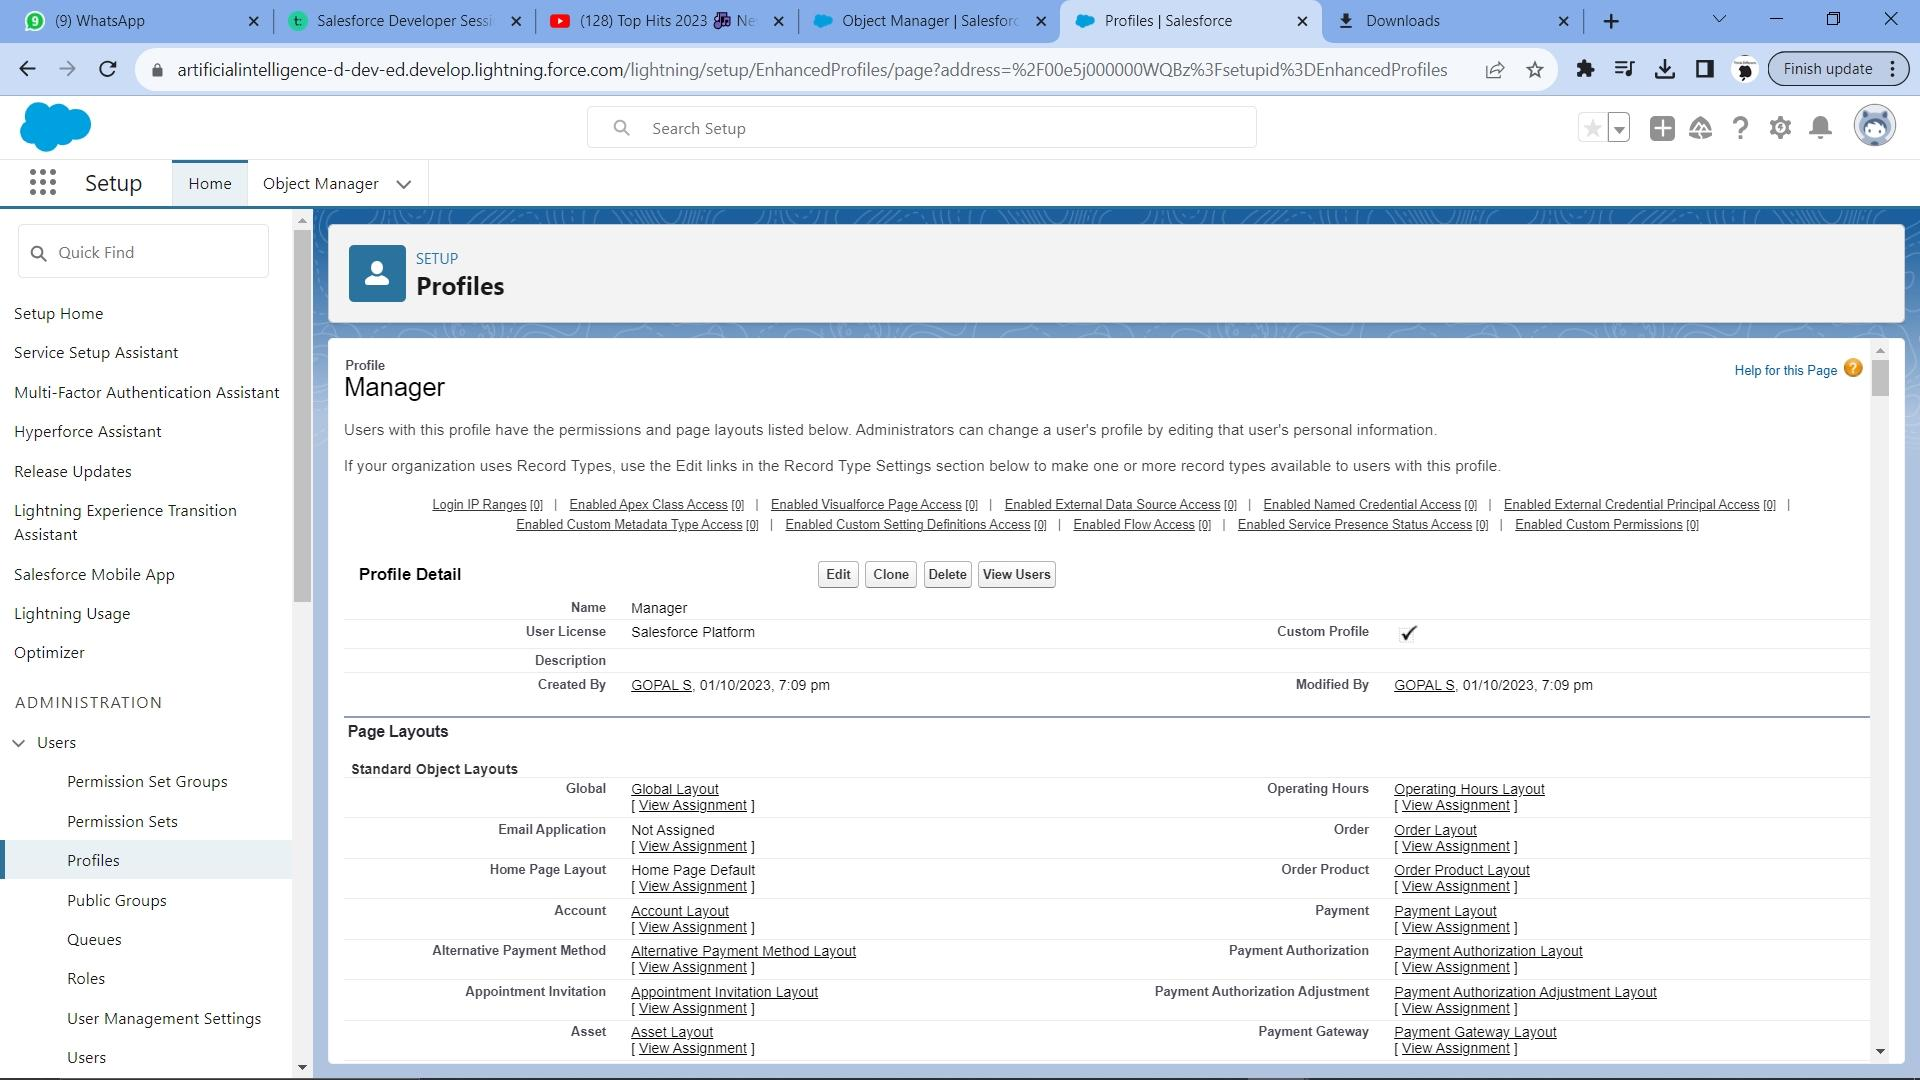 (9) WhatsApp
Salesforce Developer Sessi
(128) Top Hits 2023 Ne
Object Manager | Salesforc
Profiles | Salesforce
Downloads
artificialintelligence-d-dev-ed.develop.lightning.force.com/lightning/setup/EnhancedProfiles/page?address=%2F00e5j000000WQBz%3Fsetupid%3DEnhancedProfiles
Finish update
Search Setup
Setup
Home
Object Manager
Quick Find
Setup Home
Service Setup Assistant
Multi-Factor Authentication Assistant
Hyperforce Assistant
Release Updates
Lightning Experience Transition
Assistant
Salesforce Mobile App
Lightning Usage
Optimizer
ADMINISTRATION
Users
Permission Set Groups
Permission Sets
Profiles
Public Groups
Queues
Roles
User Management Settings
Users
SETUP
Profiles
Profile
Manager
Help for this Page
Users with this profile have the permissions and page layouts listed below. Administrators can change a user's profile by editing that user's personal information.
If your organization uses Record Types, use the Edit links in the Record Type Settings section below to make one or more record types available to users with this profile.
Login IP Ranges [0] | Enabled Apex Class Access [0] | Enabled Visualforce Page Access [0] | Enabled External Data Source Access [0] | Enabled Named Credential Access [0] | Enabled External Credential Principal Access [0] |
Enabled Custom Metadata Type Access [0] | Enabled Custom Setting Definitions Access [0] | Enabled Flow Access [0] | Enabled Service Presence Status Access [0] | Enabled Custom Permissions [0]
Profile Detail Edit Clone Delete View Users
Name Manager
User License Salesforce Platform Custom Profile
Description
Created By GOPAL S, 01/10/2023, 7:09 pm Modified By GOPAL S, 01/10/2023, 7:09 pm
Page Layouts
Standard Object Layouts
Global Global Layout Operating Hours Operating Hours Layout
[ View Assignment ] [ View Assignment ]
Email Application Not Assigned Order Order Layout
[ View Assignment ] [ View Assignment ]
Home Page Layout Home Page Default Order Product Order Product Layout
[ View Assignment ] [ View Assignment ]
Account Account Layout Payment Payment Layout
[ View Assignment ] [ View Assignment ]
Alternative Payment Method Alternative Payment Method Layout Payment Authorization Payment Authorization Layout
[ View Assignment ] [ View Assignment ]
Appointment Invitation Appointment Invitation Layout Payment Authorization Adjustment Payment Authorization Adjustment Layout
[ View Assignment ] [ View Assignment ]
Asset Asset Layout Payment Gateway Payment Gateway Layout
[ View Assignment ] [ View Assignment ]